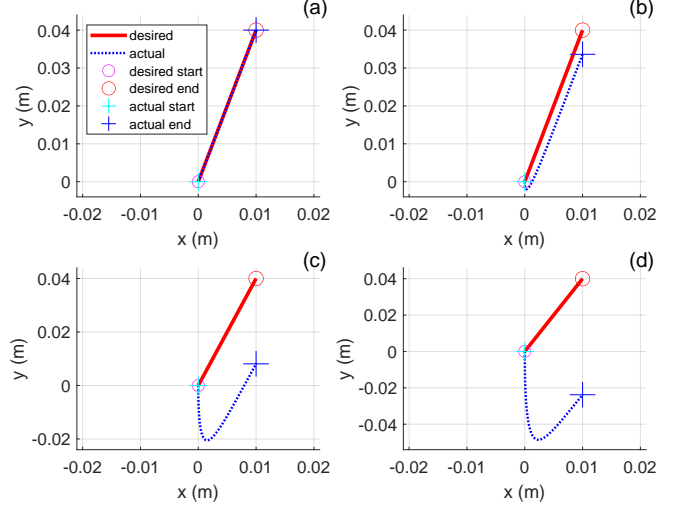 (a)
desired
actual
desired start
desired end
actual start
actual end
0.04
0.03
0.02
0.01
0
y (m)
-0.02 -0.01 0 0.01 0.02
x (m)
(b)
0.04
0.03
0.02
0.01
0
y (m)
-0.02 -0.01 0 0.01 0.02
x (m)
(c)
0.04
0.02
0
-0.02
y (m)
-0.02 -0.01 0 0.01 0.02
x (m)
(d)
0.04
0.02
0
-0.02
-0.04
y (m)
-0.02 -0.01 0 0.01 0.02
x (m)